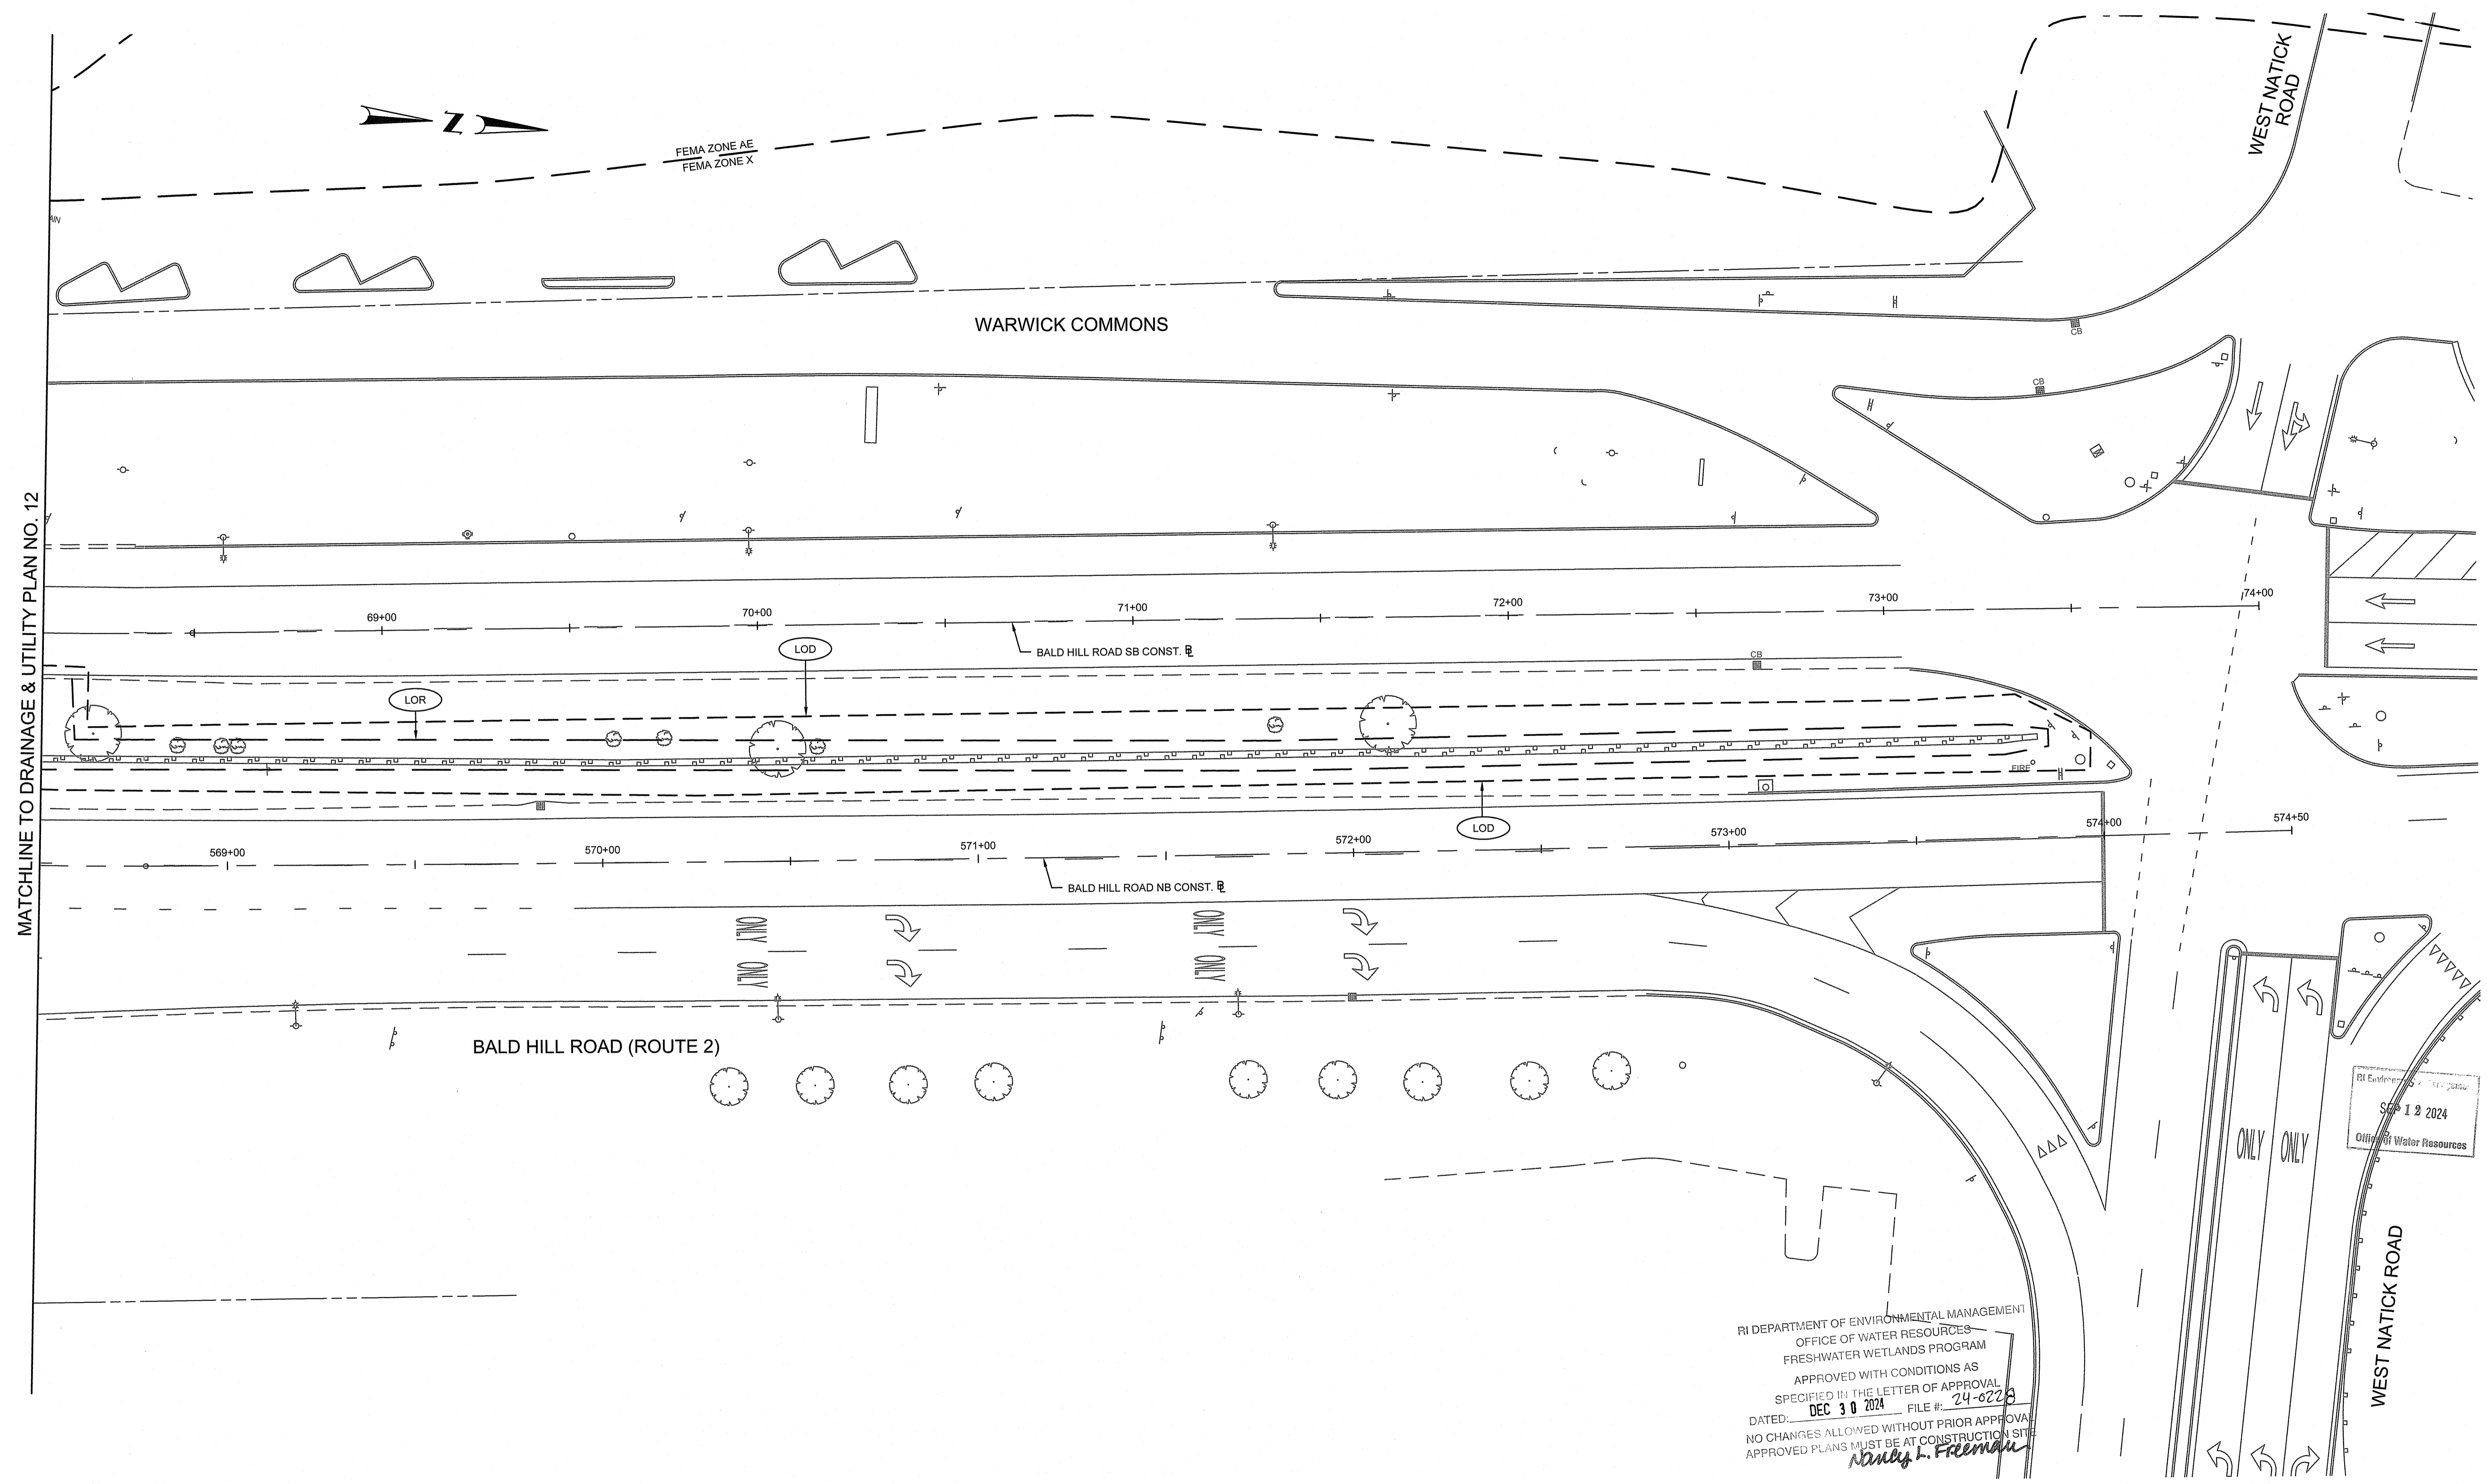 WEST NATICK
ROAD
N
FEMA ZONE AE
FEMA ZONE X
AIN
WARWICK COMMONS
CB
CB
MATCHLINE TO DRAINAGE & UTILITY PLAN NO. 12
69+00
70+00
71+00
72+00
73+00
74+00
BALD HILL ROAD SB CONST. BL
LOD
CB
LOR
FIRE
LOD
569+00
570+00
571+00
572+00
573+00
574+00
574+50
BALD HILL ROAD NB CONST. BL
ONLY
ONLY
ONLY
ONLY
BALD HILL ROAD (ROUTE 2)
SEP 12 2024
Office of Water Resources
ONLY
ONLY
WEST NATICK ROAD
RI DEPARTMENT OF ENVIRONMENTAL MANAGEMENT
OFFICE OF WATER RESOURCES
FRESHWATER WETLANDS PROGRAM
APPROVED WITH CONDITIONS AS
SPECIFIED IN THE LETTER OF APPROVAL
DATED: DEC 30 2024 FILE #: 24-0228
NO CHANGES ALLOWED WITHOUT PRIOR APPROVAL
APPROVED PLANS MUST BE AT CONSTRUCTION SITE
Nancy L. Freeman